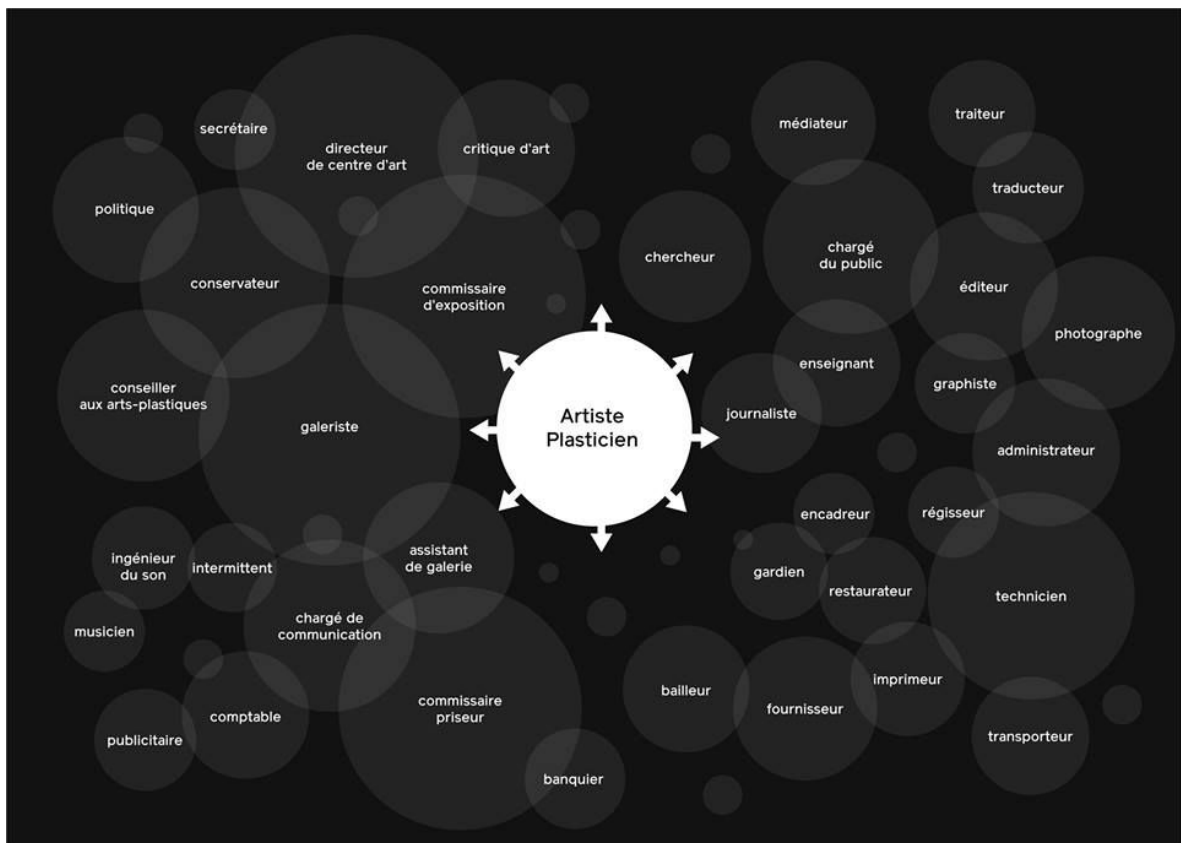 secrétaire
directeur
de centre d'art
critique d'art
politique
conservateur
commissaire
d'exposition
conseiller
aux arts-plastiques
galeriste
Artiste
Plasticien
médiateur
traiteur
traducteur
chercheur
chargé
du public
éditeur
photographe
enseignant
graphiste
journaliste
administrateur
encadreur
régisseur
gardien
restaurateur
technicien
ingénieur
du son
intermittent
assistant
de galerie
musicien
chargé de
communication
publicitaire
comptable
commissaire
priseur
banquier
bailleur
fournisseur
imprimeur
transporteur